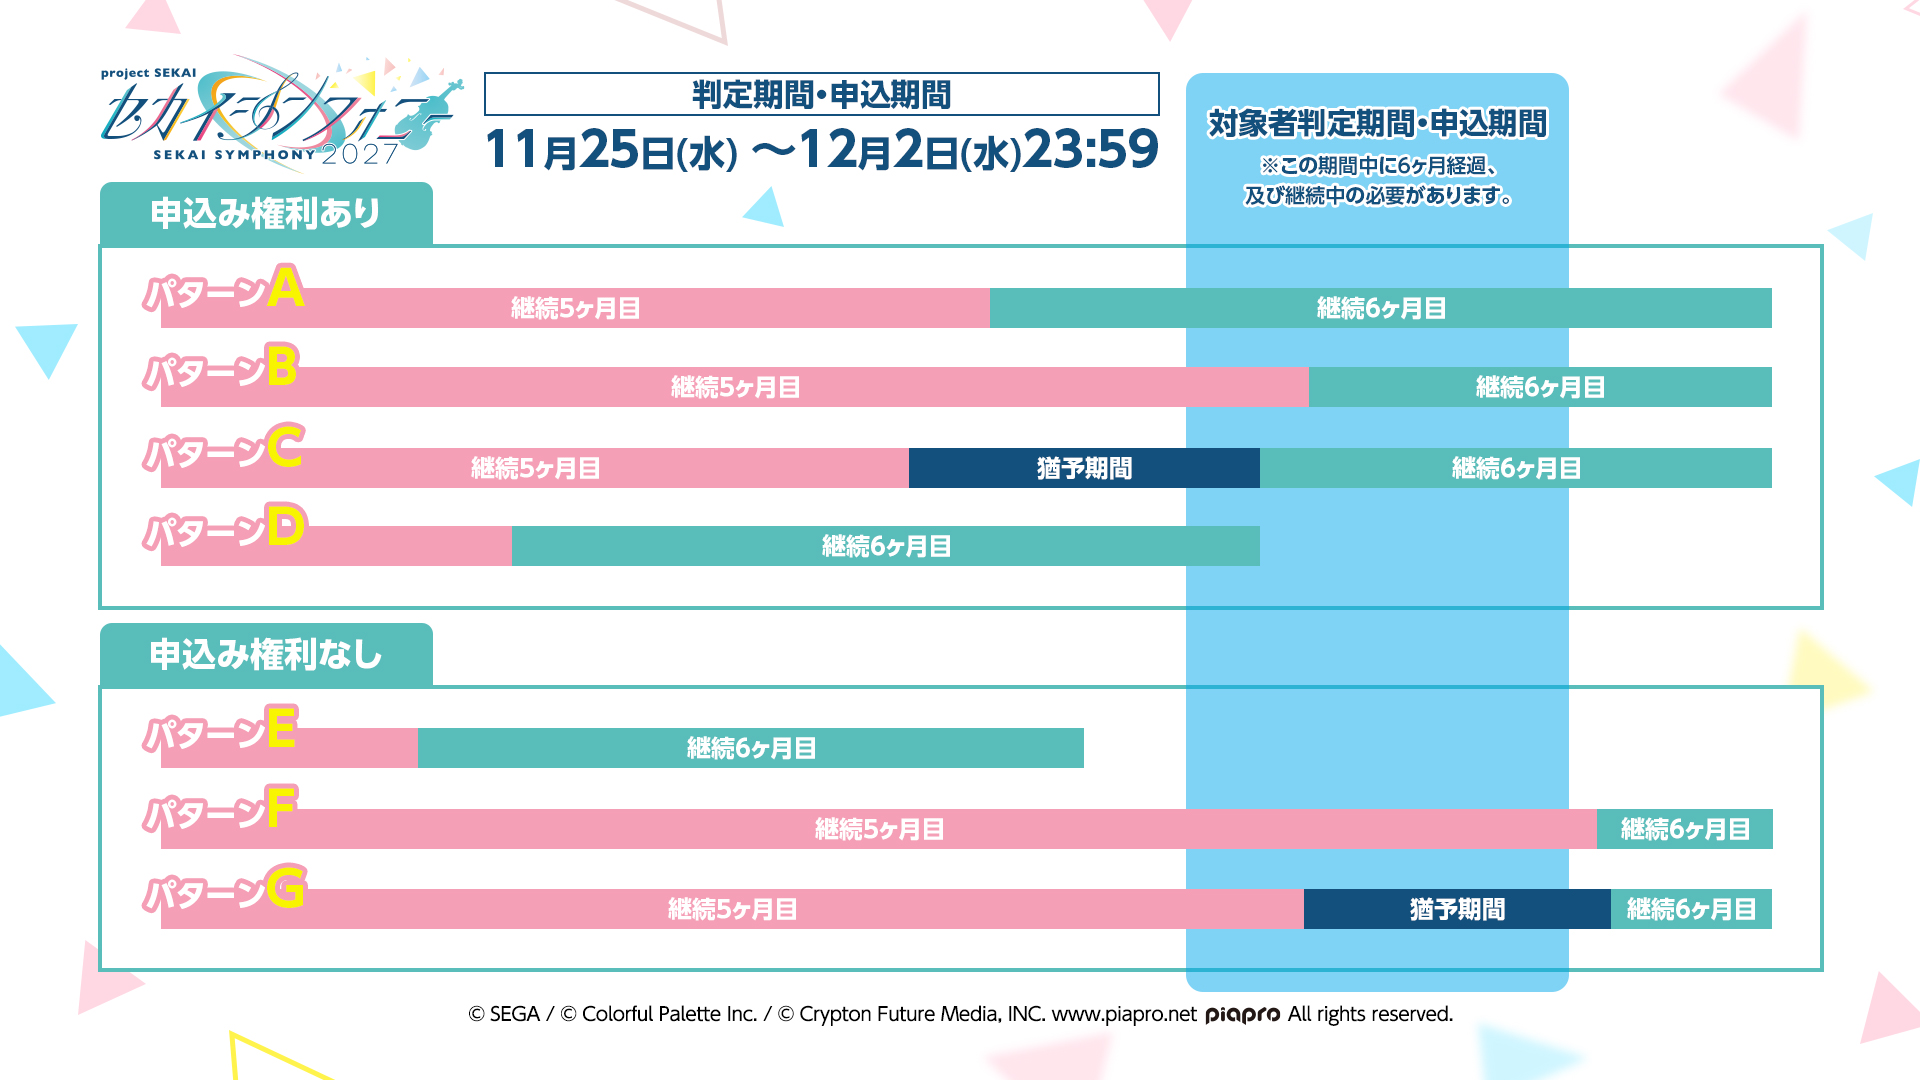 project SEKAI
セカイシンフォニー
SEKAI SYMPHONY 2027
判定期間・申込期間
11月25日(水) ～12月2日(水)23:59
対象者判定期間・申込期間
※この期間中に6ヶ月経過、
及び継続中の必要があります。
申込み権利あり
パターンA
継続5ヶ月目
継続6ヶ月目
パターンB
継続5ヶ月目
継続6ヶ月目
パターンC
継続5ヶ月目
猶予期間
継続6ヶ月目
パターンD
継続6ヶ月目
申込み権利なし
パターンE
継続6ヶ月目
パターンF
継続5ヶ月目
継続6ヶ月目
パターンG
継続5ヶ月目
猶予期間
継続6ヶ月目
© SEGA / © Colorful Palette Inc. / © Crypton Future Media, INC. www.piapro.net piapro All rights reserved.